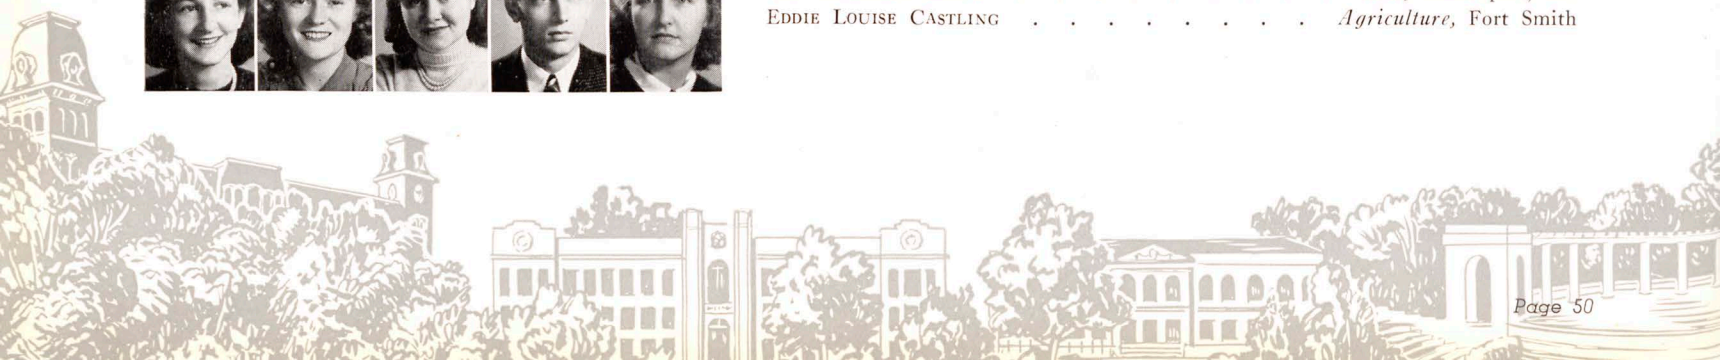 EDDIE LOUISE CASTLING . . . . . . . . Agriculture, Fort Smith
Page 50